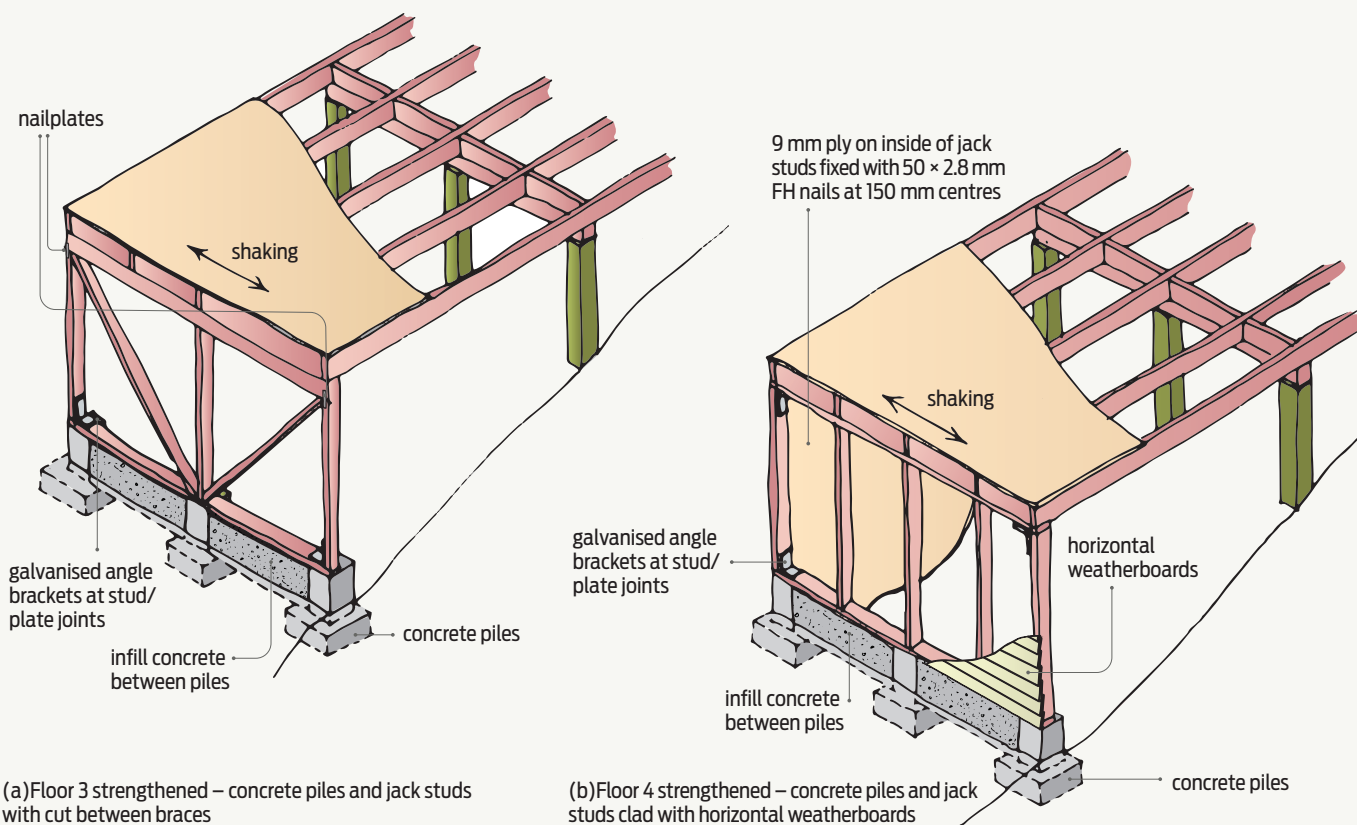 nailplates
shaking
galvanised angle
brackets at stud/
plate joints
infill concrete
between piles
concrete piles
(a)Floor 3 strengthened – concrete piles and jack studs
with cut between braces
9 mm ply on inside of jack
studs fixed with 50 × 2.8 mm
FH nails at 150 mm centres
shaking
galvanised angle
brackets at stud/
plate joints
horizontal
weatherboards
infill concrete
between piles
concrete piles
(b)Floor 4 strengthened – concrete piles and jack
studs clad with horizontal weatherboards